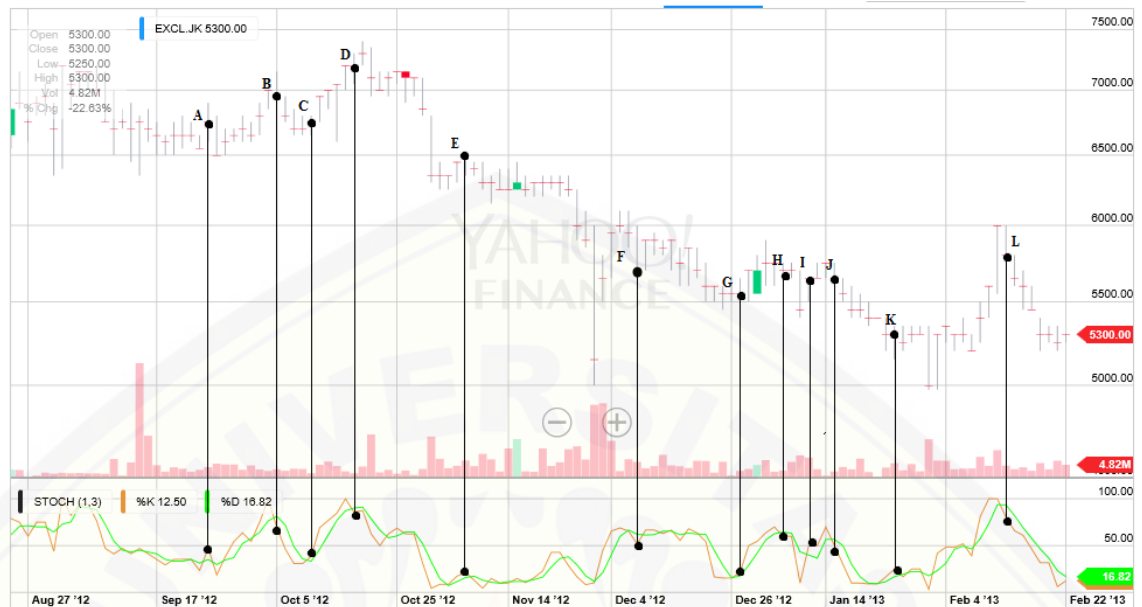 7500.00
EXCL.JK 5300.00
Open 5300.00
Close 5300.00
Low 5250.00
High 5300.00
Vol 4.82M
% Chg -22.63%
D
7000.00
B
C
A
6500.00
E
6000.00
YAHOO!
FINANCE
L
F
H
I
J
G
5500.00
K
5300.00
5000.00
UNIVERSITY
4.82M
STOCH (1,3)
%K 12.50
%D 16.82
100.00
50.00
16.82
Aug 27 '12
Sep 17 '12
Oct 5 '12
Oct 25 '12
Nov 14 '12
Dec 4 '12
Dec 26 '12
Jan 14 '13
Feb 4 '13
Feb 22 '13